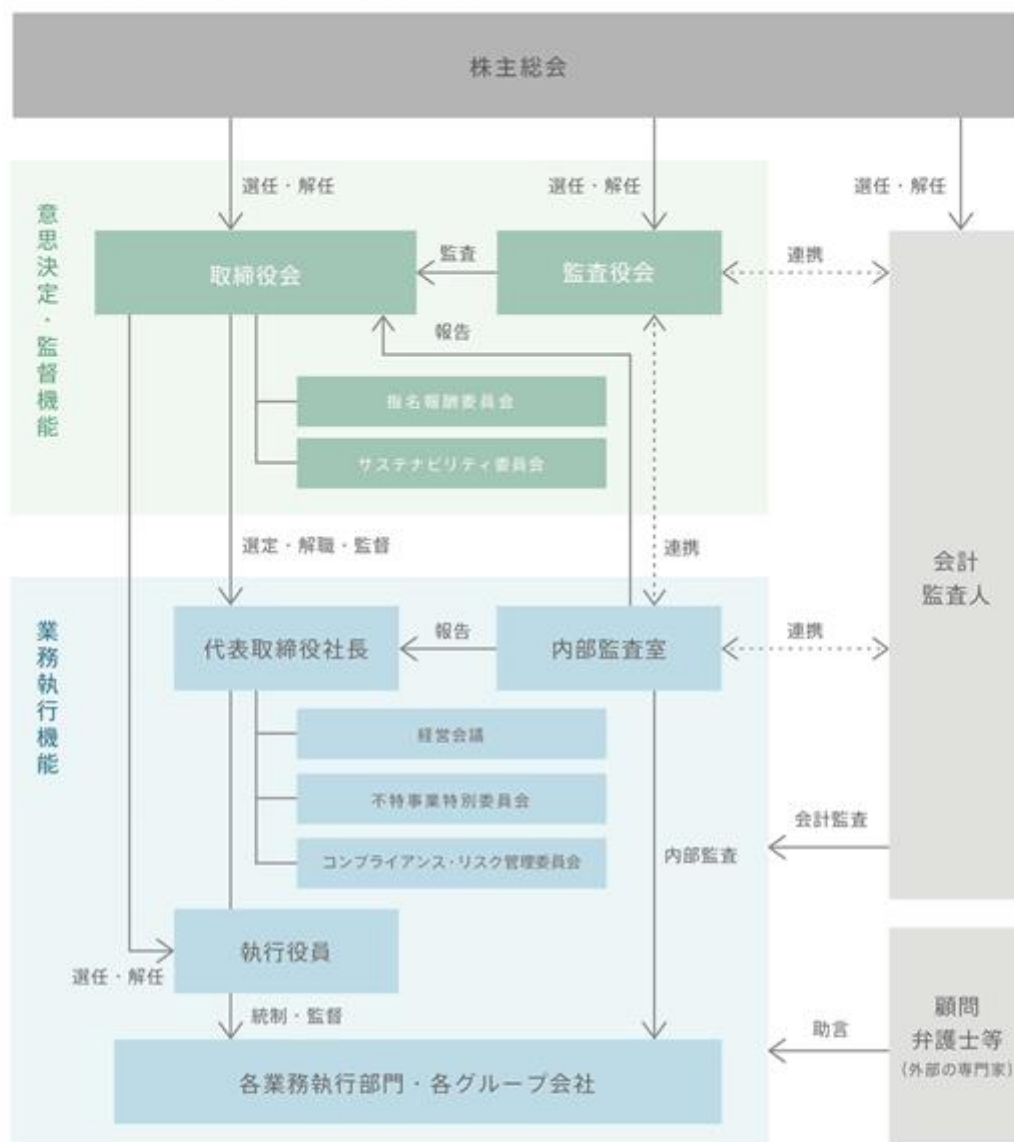 株主総会
選任・解任
選任・解任
選任・解任
意思決定・監督機能
取締役会
監査
監査役会
連携
報告
指名報酬委員会
サステナビリティ委員会
選定・解職・監督
連携
会計
監査人
業務執行機能
代表取締役社長
報告
内部監査室
連携
経営会議
不特事業特別委員会
コンプライアンス・リスク管理委員会
内部監査
会計監査
執行役員
選任・解任
統制・監督
各業務執行部門・各グループ会社
助言
顧問
弁護士等
(外部の専門家)